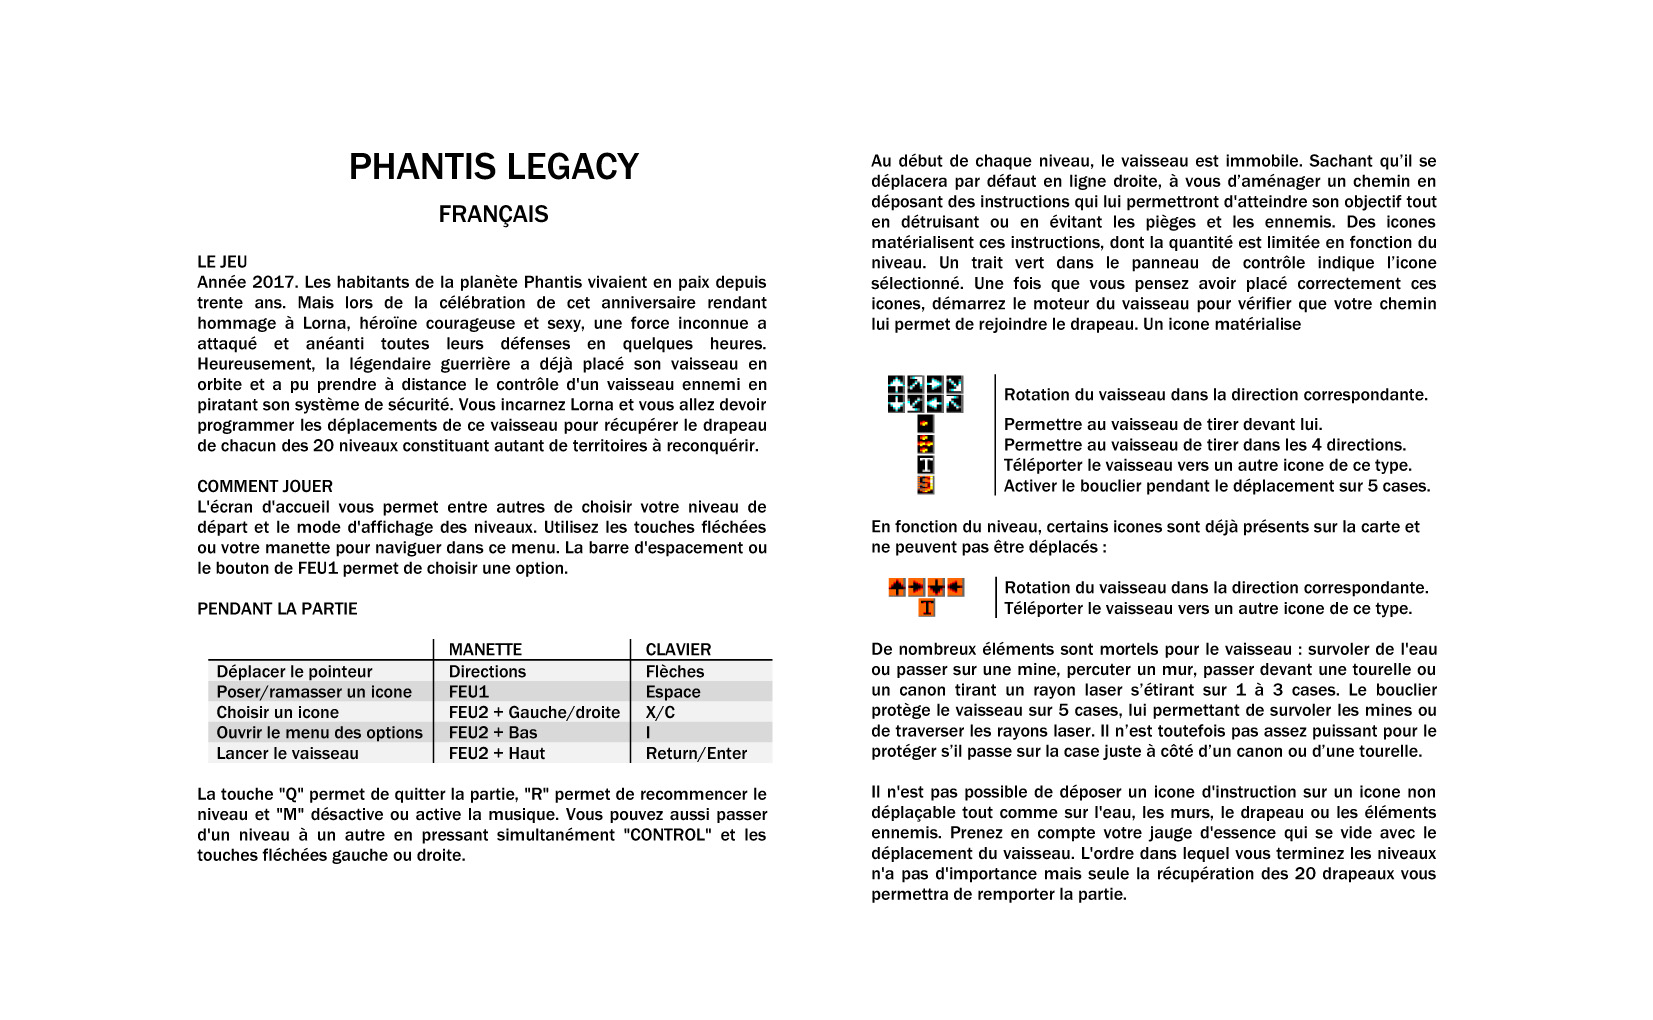 PHANTIS LEGACY
FRANÇAIS
LE JEU
Année 2017. Les habitants de la planète Phantis vivaient en paix depuis
trente ans. Mais lors de la célébration de cet anniversaire rendant
hommage à Lorna, héroïne courageuse et sexy, une force inconnue a
attaqué et anéanti toutes leurs défenses en quelques heures.
Heureusement, la légendaire guerrière a déjà placé son vaisseau en
orbite et a pu prendre à distance le contrôle d'un vaisseau ennemi en
piratant son système de sécurité. Vous incarnez Lorna et vous allez devoir
programmer les déplacements de ce vaisseau pour récupérer le drapeau
de chacun des 20 niveaux constituant autant de territoires à reconquérir.
COMMENT JOUER
L'écran d'accueil vous permet entre autres de choisir votre niveau de
départ et le mode d'affichage des niveaux. Utilisez les touches fléchées
ou votre manette pour naviguer dans ce menu. La barre d'espacement ou
le bouton de FEU1 permet de choisir une option.
PENDANT LA PARTIE
MANETTE CLAVIER
Déplacer le pointeur Directions Flèches
Poser/ramasser un icone FEU1 Espace
Choisir un icone FEU2 + Gauche/droite X/C
Ouvrir le menu des options FEU2 + Bas I
Lancer le vaisseau FEU2 + Haut Return/Enter
La touche "Q" permet de quitter la partie, "R" permet de recommencer le
niveau et "M" désactive ou active la musique. Vous pouvez aussi passer
d'un niveau à un autre en pressant simultanément "CONTROL" et les
touches fléchées gauche ou droite.
Au début de chaque niveau, le vaisseau est immobile. Sachant qu’il se
déplacera par défaut en ligne droite, à vous d’aménager un chemin en
déposant des instructions qui lui permettront d'atteindre son objectif tout
en détruisant ou en évitant les pièges et les ennemis. Des icones
matérialisent ces instructions, dont la quantité est limitée en fonction du
niveau. Un trait vert dans le panneau de contrôle indique l’icone
sélectionné. Une fois que vous pensez avoir placé correctement ces
icones, démarrez le moteur du vaisseau pour vérifier que votre chemin
lui permet de rejoindre le drapeau. Un icone matérialise
Rotation du vaisseau dans la direction correspondante.
Permettre au vaisseau de tirer devant lui.
Permettre au vaisseau de tirer dans les 4 directions.
T Téléporter le vaisseau vers un autre icone de ce type.
S Activer le bouclier pendant le déplacement sur 5 cases.
En fonction du niveau, certains icones sont déjà présents sur la carte et
ne peuvent pas être déplacés :
Rotation du vaisseau dans la direction correspondante.
T Téléporter le vaisseau vers un autre icone de ce type.
De nombreux éléments sont mortels pour le vaisseau : survoler de l'eau
ou passer sur une mine, percuter un mur, passer devant une tourelle ou
un canon tirant un rayon laser s’étirant sur 1 à 3 cases. Le bouclier
protège le vaisseau sur 5 cases, lui permettant de survoler les mines ou
de traverser les rayons laser. Il n’est toutefois pas assez puissant pour le
protéger s’il passe sur la case juste à côté d’un canon ou d’une tourelle.
Il n'est pas possible de déposer un icone d'instruction sur un icone non
déplaçable tout comme sur l'eau, les murs, le drapeau ou les éléments
ennemis. Prenez en compte votre jauge d'essence qui se vide avec le
déplacement du vaisseau. L'ordre dans lequel vous terminez les niveaux
n'a pas d'importance mais seule la récupération des 20 drapeaux vous
permettra de remporter la partie.